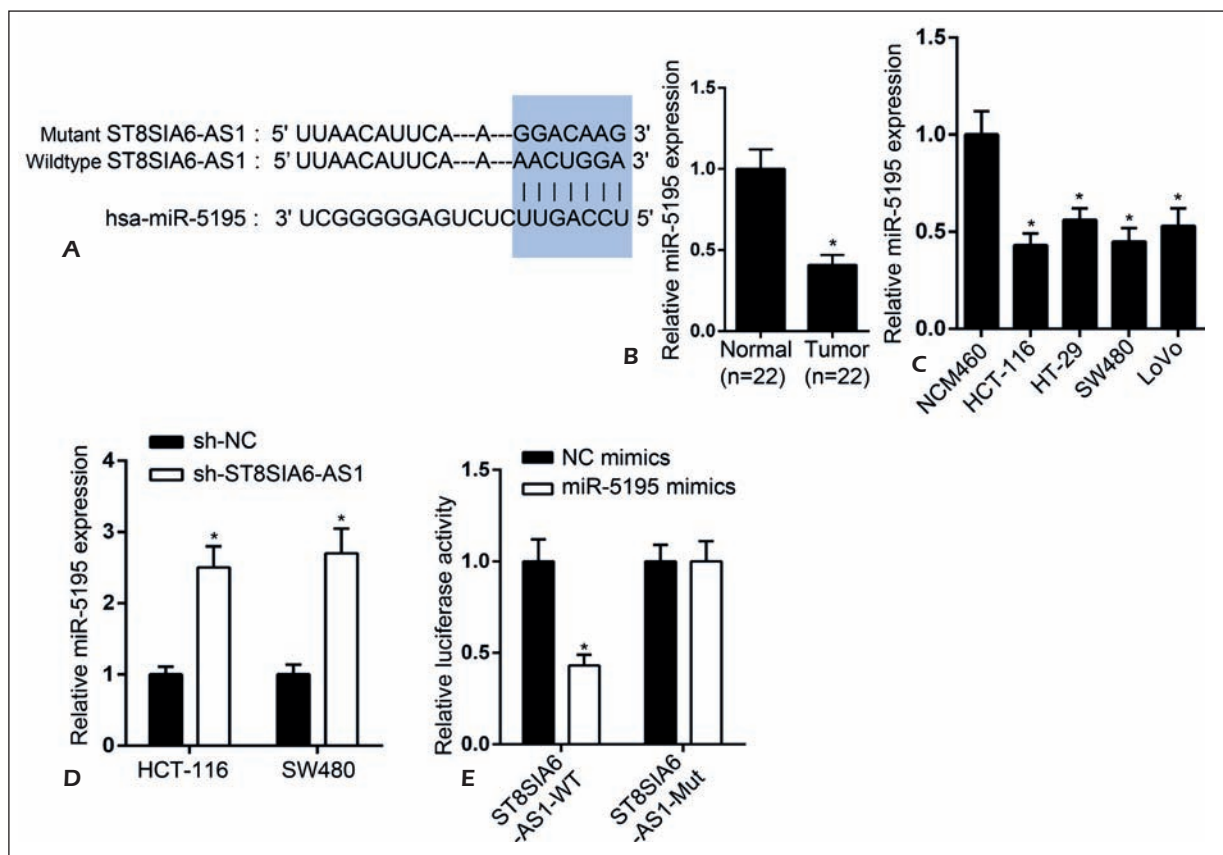 Mutant ST8SIA6-AS1 : 5' UUAACAUUCA---A---GGACAAG 3'
Wildtype ST8SIA6-AS1 : 5' UUAACAUUCA---A---AACUGGA 3'
hsa-miR-5195 : 3' UCGGGGGAGUCUCUUGACCU 5'
A
Relative miR-5195 expression
1.5
1.0
0.5
0.0
*
Normal
(n=22)
Tumor
(n=22)
B
Relative miR-5195 expression
1.5
1.0
0.5
0.0
* * * *
NCM460
HCT-116
HT-29
SW480
LoVo
C
sh-NC
sh-ST8SIA6-AS1
Relative miR-5195 expression
4
3
2
1
0
* *
HCT-116 SW480
D
NC mimics
miR-5195 mimics
Relative luciferase activity
1.5
1.0
0.5
0.0
*
ST8SIA6
-AS1-WT
ST8SIA6
-AS1-Mut
E